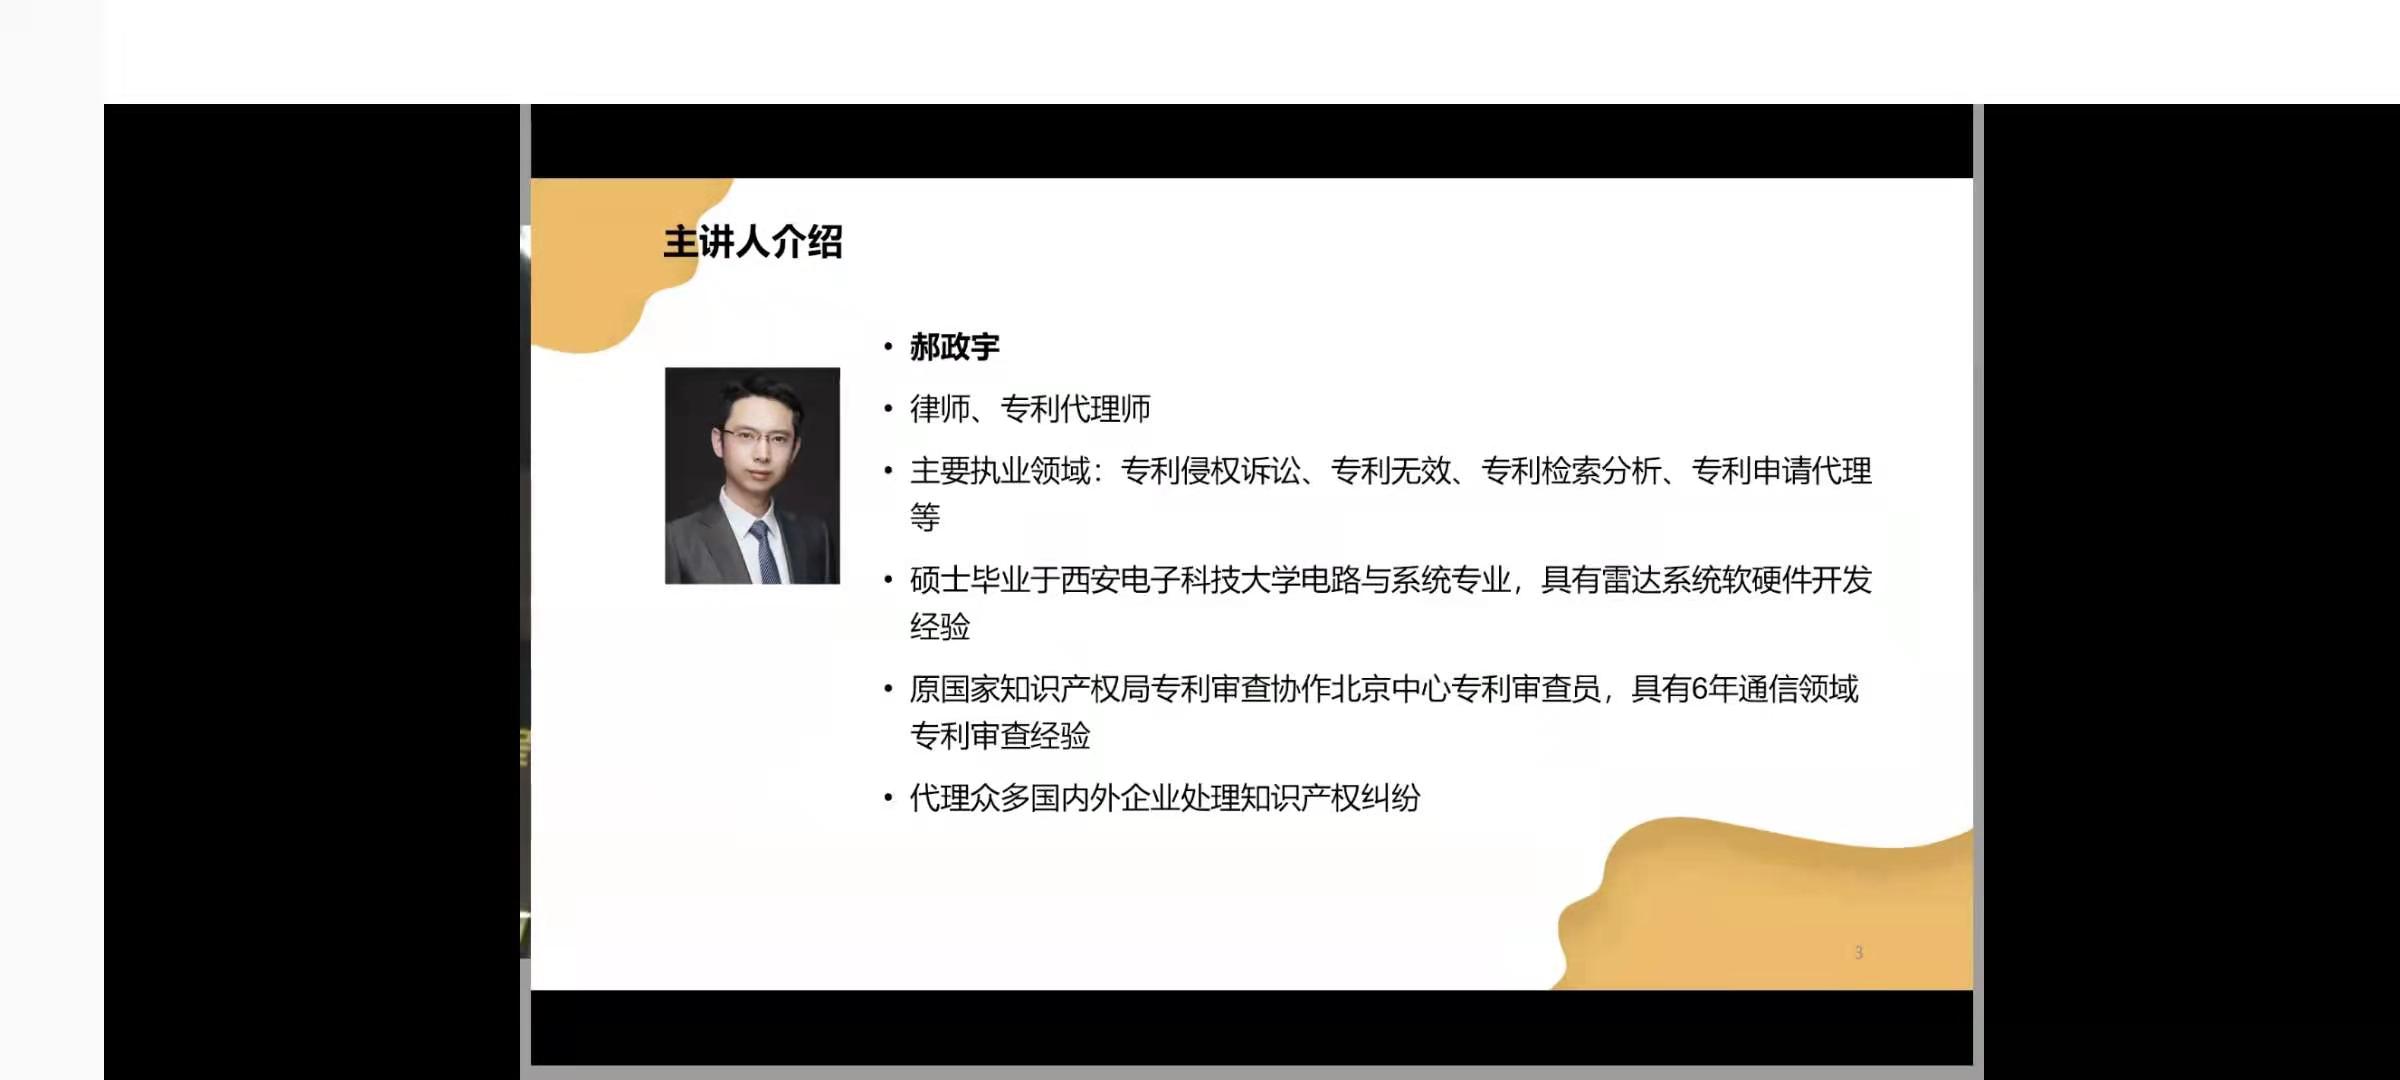 主讲人介绍
• 郝政宇
• 律师、专利代理师
• 主要执业领域：专利侵权诉讼、专利无效、专利检索分析、专利申请代理
等
• 硕士毕业于西安电子科技大学电路与系统专业，具有雷达系统软硬件开发
经验
• 原国家知识产权局专利审查协作北京中心专利审查员，具有6年通信领域
专利审查经验
• 代理众多国内外企业处理知识产权纠纷
3